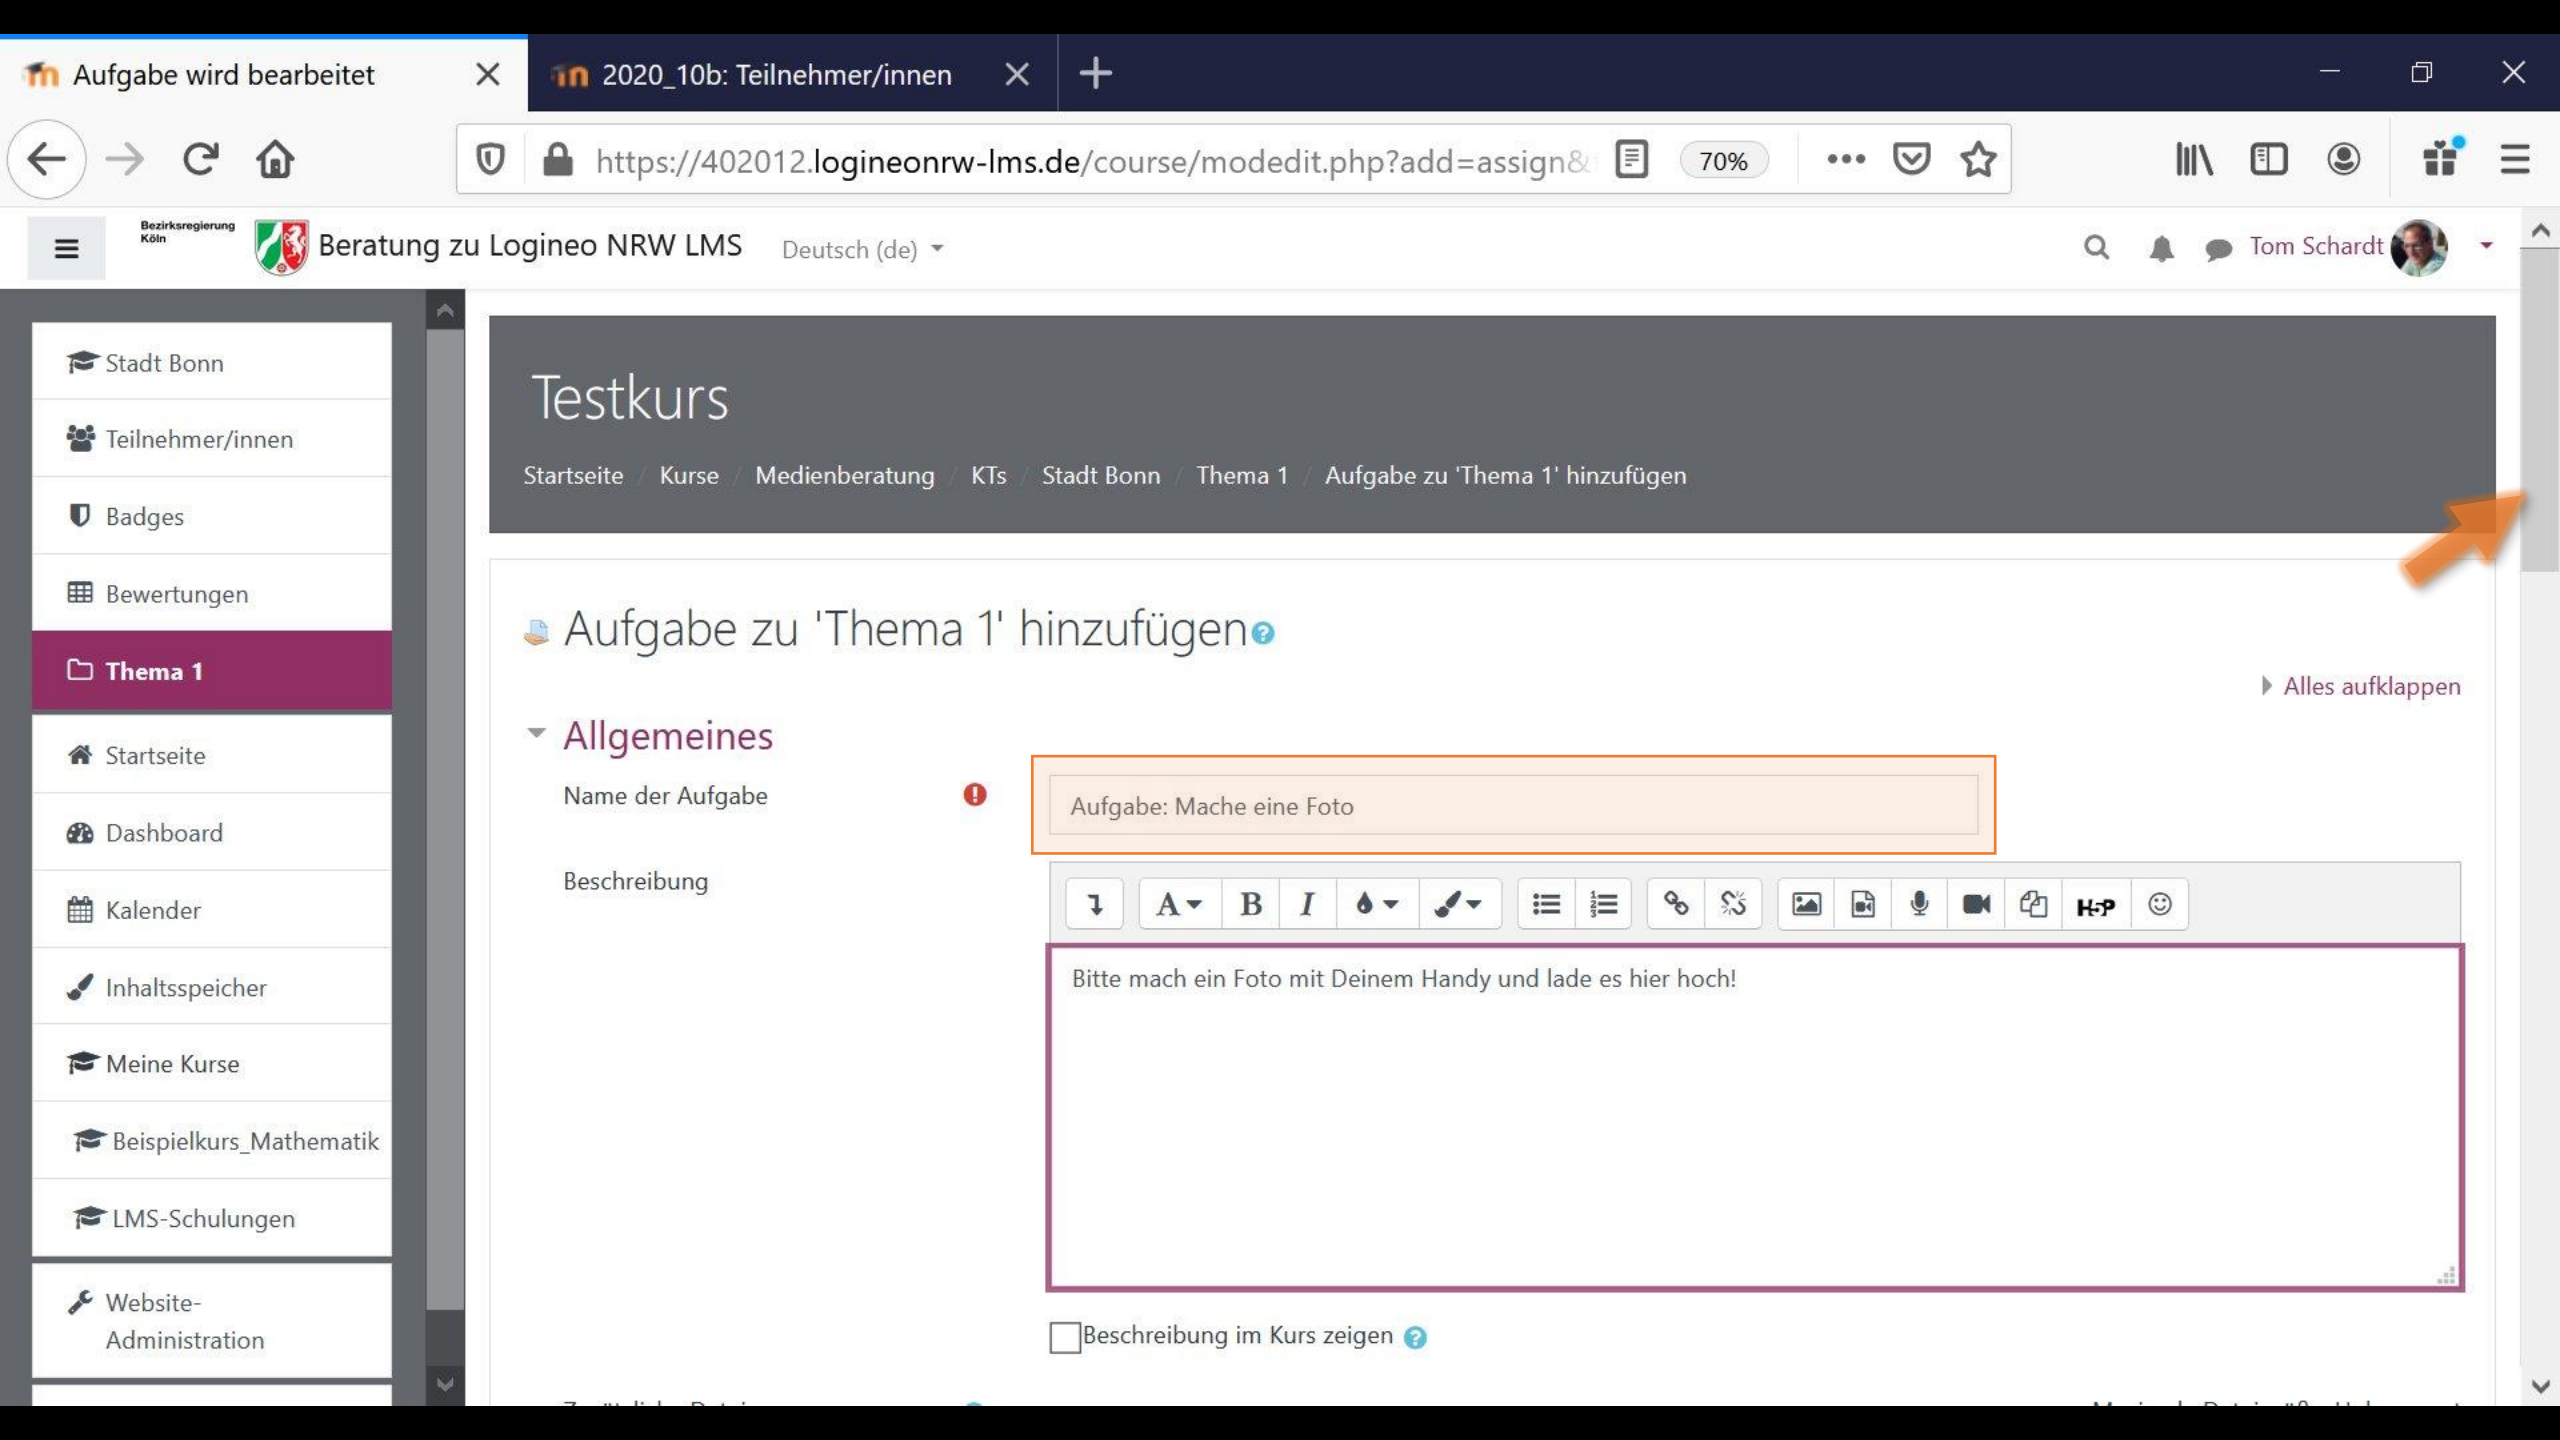 Aufgabe wird bearbeitet
2020_10b: Teilnehmer/innen
https://402012.logineonrw-lms.de/course/modedit.php?add=assign&
70%
Bezirksregierung
Köln
Beratung zu Logineo NRW LMS
Deutsch (de)
Tom Schardt
Stadt Bonn
Teilnehmer/innen
Badges
Bewertungen
Thema 1
Startseite
Dashboard
Kalender
Inhaltsspeicher
Meine Kurse
Beispielkurs_Mathematik
LMS-Schulungen
Website-
Administration
Testkurs
Startseite / Kurse / Medienberatung / KTs / Stadt Bonn / Thema 1 / Aufgabe zu 'Thema 1' hinzufügen
Aufgabe zu 'Thema 1' hinzufügen
Alles aufklappen
Allgemeines
Name der Aufgabe
Aufgabe: Mache eine Foto
Beschreibung
A B I H-5P
Bitte mach ein Foto mit Deinem Handy und lade es hier hoch!
Beschreibung im Kurs zeigen